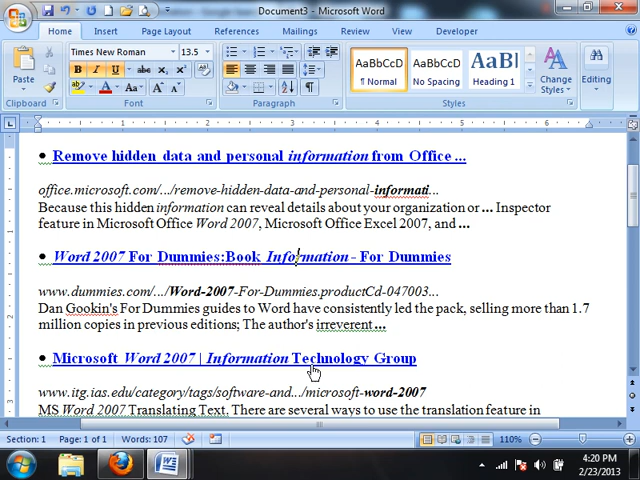 Document3 - Microsoft Word
Home Insert Page Layout References Mailings Review View Developer
Times New Roman 13.5
AaBbCcD AaBbCcD AaBbC
Paste
¶ Normal No Spacing Heading 1 Change Styles Editing
Clipboard Font Paragraph Styles
• Remove hidden data and personal information from Office ...
office.microsoft.com/.../remove-hidden-data-and-personal-informati...
Because this hidden information can reveal details about your organization or ... Inspector
feature in Microsoft Office Word 2007, Microsoft Office Excel 2007, and ...
• Word 2007 For Dummies:Book Information - For Dummies
www.dummies.com/.../Word-2007-For-Dummies.productCd-047003...
Dan Gookin's For Dummies guides to Word have consistently led the pack, selling more than 1.7
million copies in previous editions; The author's irreverent ...
• Microsoft Word 2007 | Information Technology Group
www.itg.ias.edu/category/tags/software-and.../microsoft-word-2007
MS Word 2007 Translating Text. There are several ways to use the translation feature in
Section: 1 Page: 1 of 1 Words: 107 110%
4:20 PM
2/23/2013